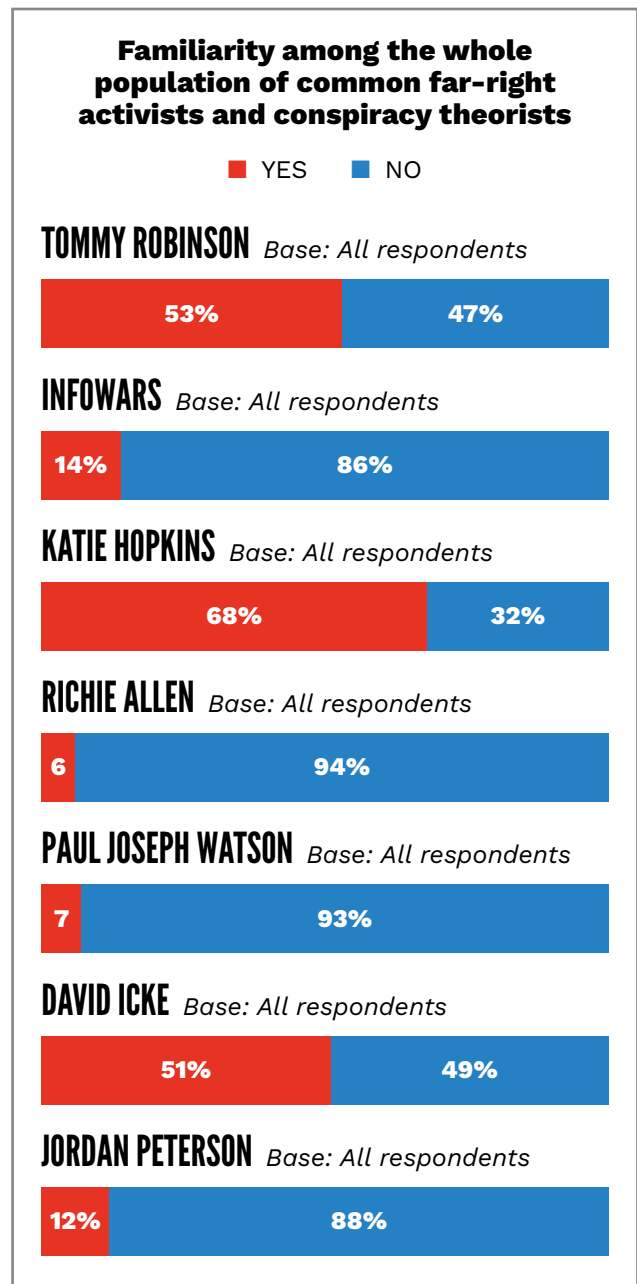 Familiarity among the whole
population of common far-right
activists and conspiracy theorists
YES NO
TOMMY ROBINSON Base: All respondents
53% 47%
INFOWARS Base: All respondents
14% 86%
KATIE HOPKINS Base: All respondents
68% 32%
RICHIE ALLEN Base: All respondents
6 94%
PAUL JOSEPH WATSON Base: All respondents
7 93%
DAVID ICKE Base: All respondents
51% 49%
JORDAN PETERSON Base: All respondents
12% 88%